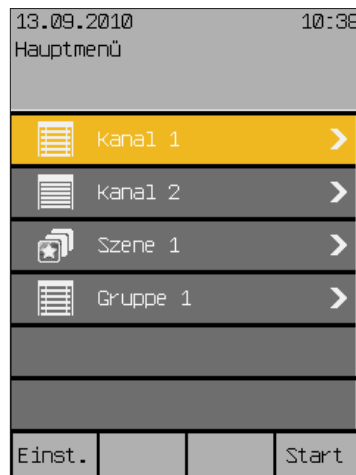 13.09.2010 10:38
Hauptmenü
Kanal 1
Kanal 2
Szene 1
Gruppe 1
Einst. Start